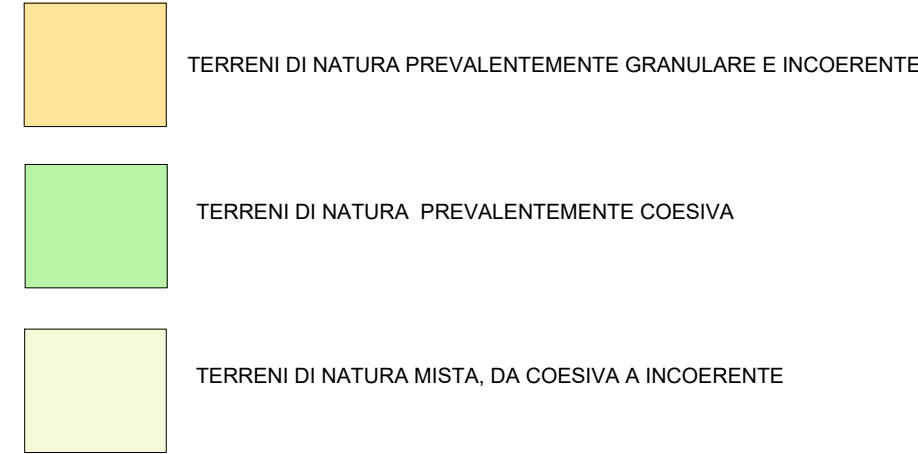 TERRENI DI NATURA PREVALENTEMENTE GRANULARE E INCOERENTE
TERRENI DI NATURA PREVALENTEMENTE COESIVA
TERRENI DI NATURA MISTA, DA COESIVA A INCOERENTE